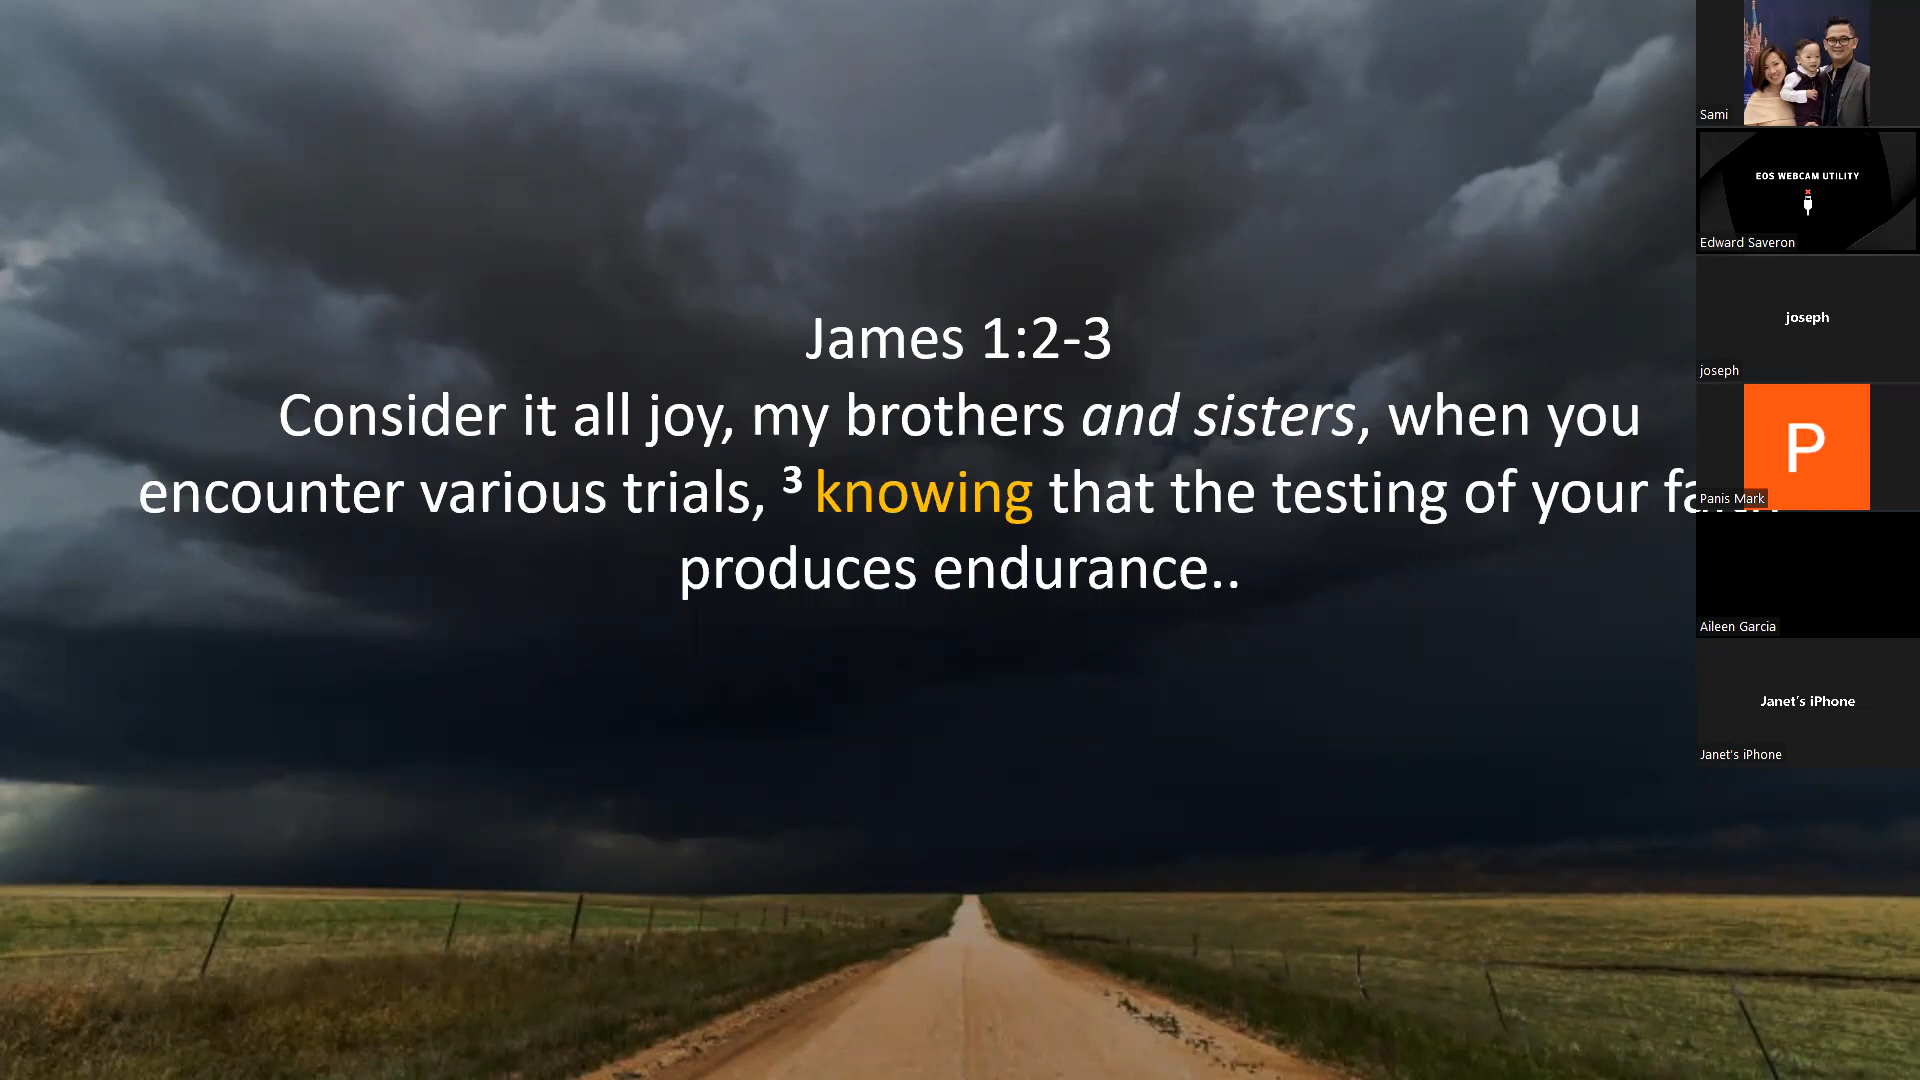 James 1:2-3
Consider it all joy, my brothers and sisters, when you
encounter various trials, ³ knowing that the testing of your
produces endurance..
Sami
EOS WEBCAM UTILITY
Edward Saveron
joseph
joseph
P
Panis Mark
Aileen Garcia
Janet's iPhone
Janet's iPhone